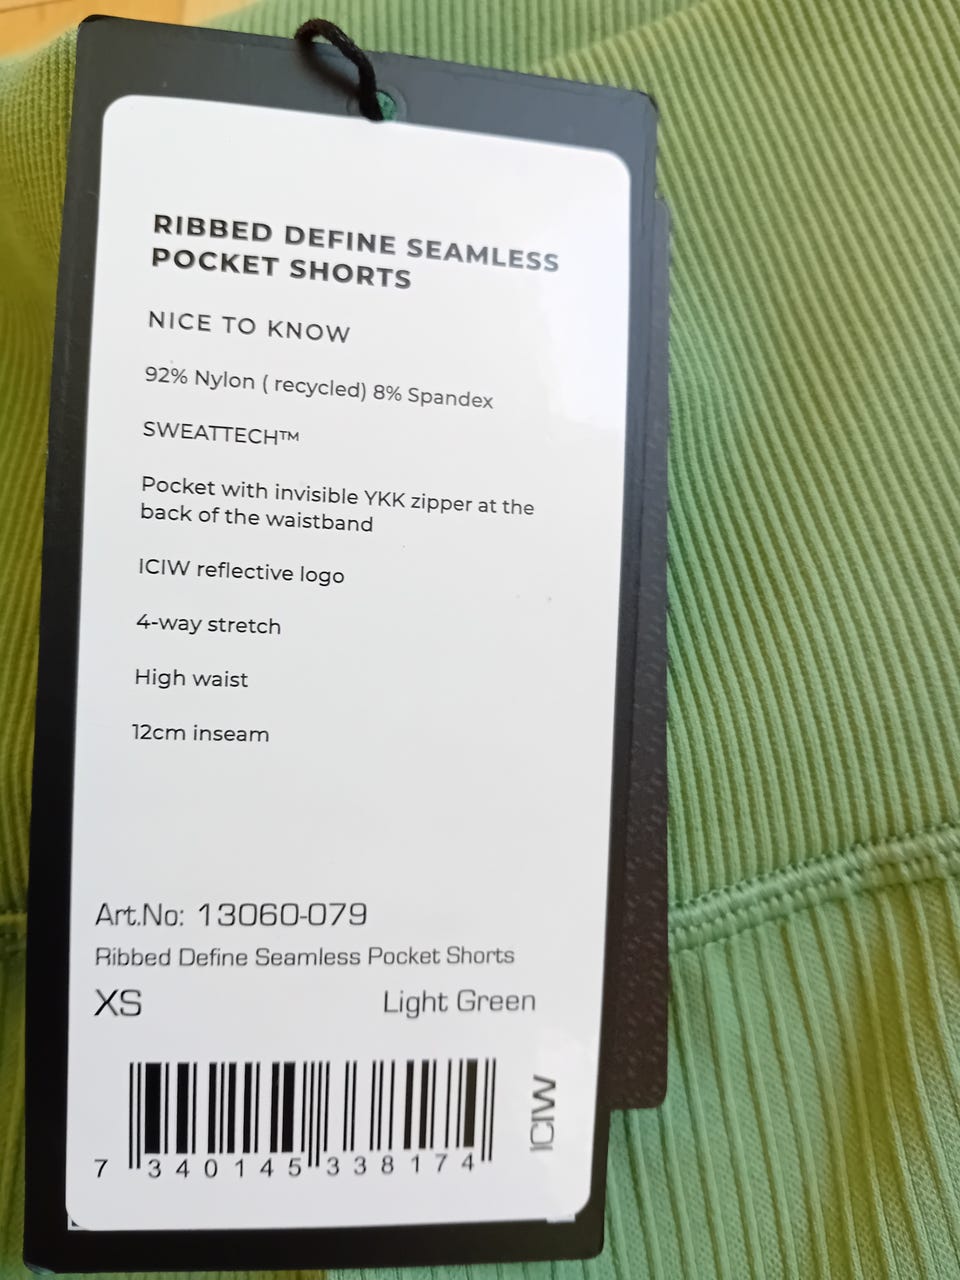 RIBBED DEFINE SEAMLESS
POCKET SHORTS
NICE TO KNOW
92% Nylon ( recycled) 8% Spandex
SWEATTECH™
Pocket with invisible YKK zipper at the
back of the waistband
ICIW reflective logo
4-way stretch
High waist
12cm inseam
Art.No: 13060-079
Ribbed Define Seamless Pocket Shorts
XS Light Green
ICIW
7 340145 338174